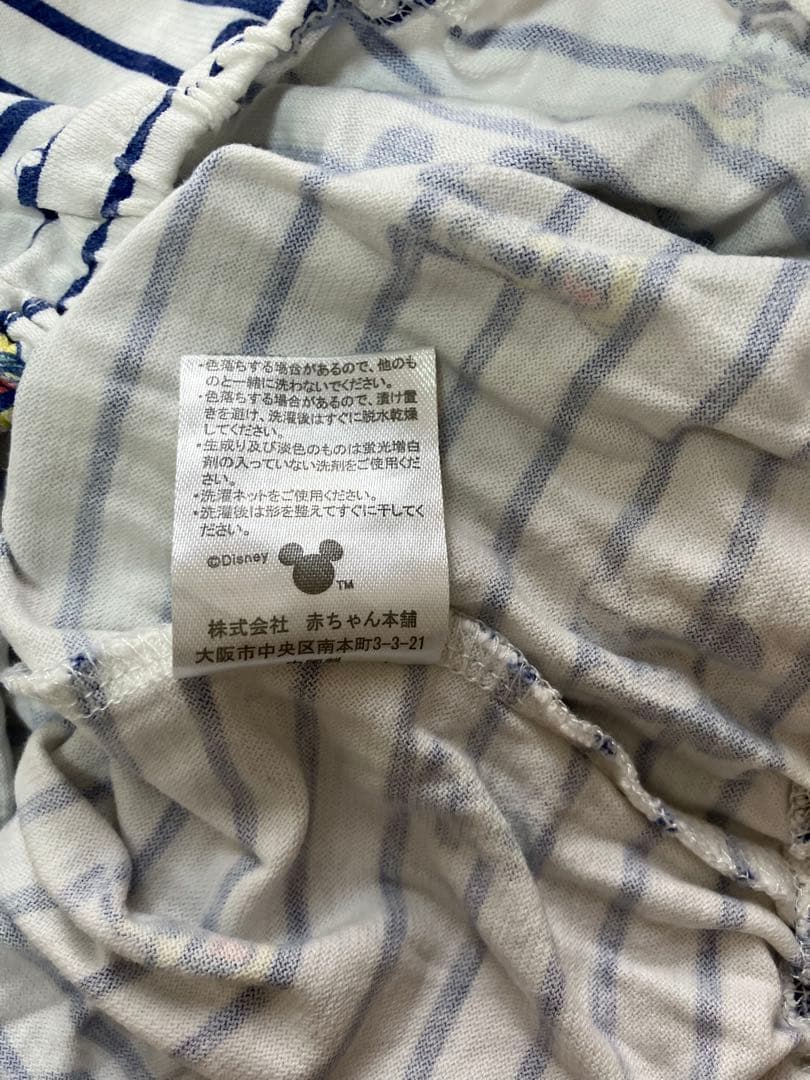 ・色落ちする場合があるので、他のも
のと一緒に洗わないでください。
・色落ちする場合があるので、漬け置
きを避け、洗濯後はすぐに脱水乾燥
してください。
・生成り及び淡色のものは蛍光増白
剤の入っていない洗剤をご使用くだ
さい。
・洗濯ネットをご使用ください。
・洗濯後は形を整えてすぐに干してく
ださい。
©Disney TM
株式会社 赤ちゃん本舗
大阪市中央区南本町3-3-21